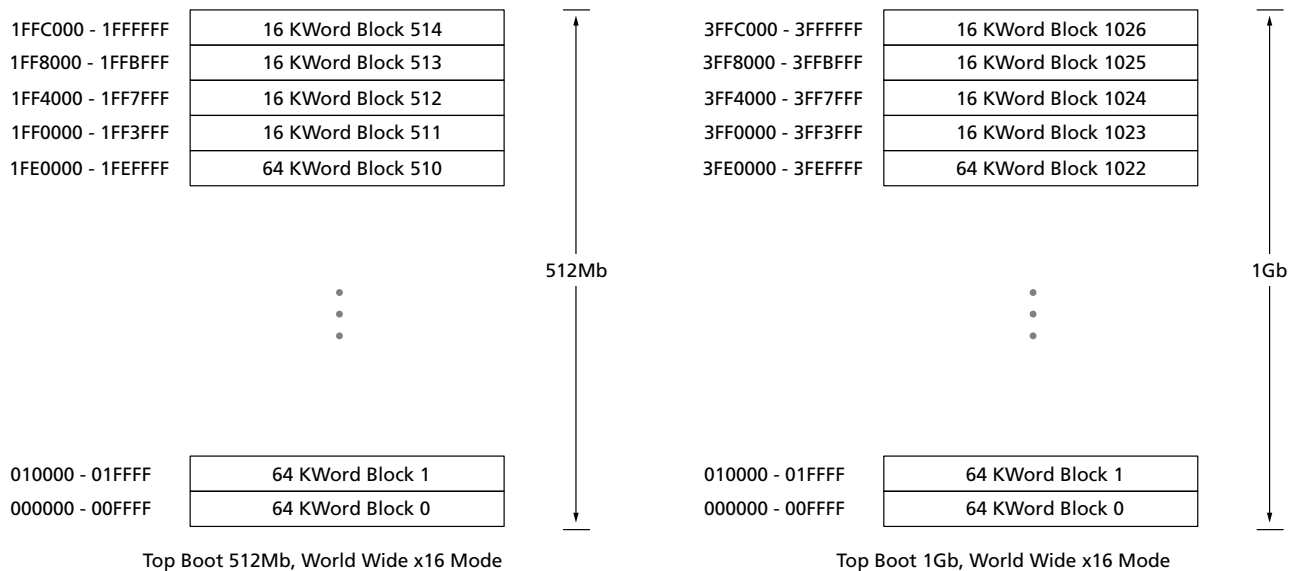 1FFC000 - 1FFFFFF 16 KWord Block 514
1FF8000 - 1FFBFFF 16 KWord Block 513
1FF4000 - 1FF7FFF 16 KWord Block 512
1FF0000 - 1FF3FFF 16 KWord Block 511
1FE0000 - 1FEFFFF 64 KWord Block 510
512Mb
010000 - 01FFFF 64 KWord Block 1
000000 - 00FFFF 64 KWord Block 0
Top Boot 512Mb, World Wide x16 Mode
3FFC000 - 3FFFFFF 16 KWord Block 1026
3FF8000 - 3FFBFFF 16 KWord Block 1025
3FF4000 - 3FF7FFF 16 KWord Block 1024
3FF0000 - 3FF3FFF 16 KWord Block 1023
3FE0000 - 3FEFFFF 64 KWord Block 1022
1Gb
010000 - 01FFFF 64 KWord Block 1
000000 - 00FFFF 64 KWord Block 0
Top Boot 1Gb, World Wide x16 Mode